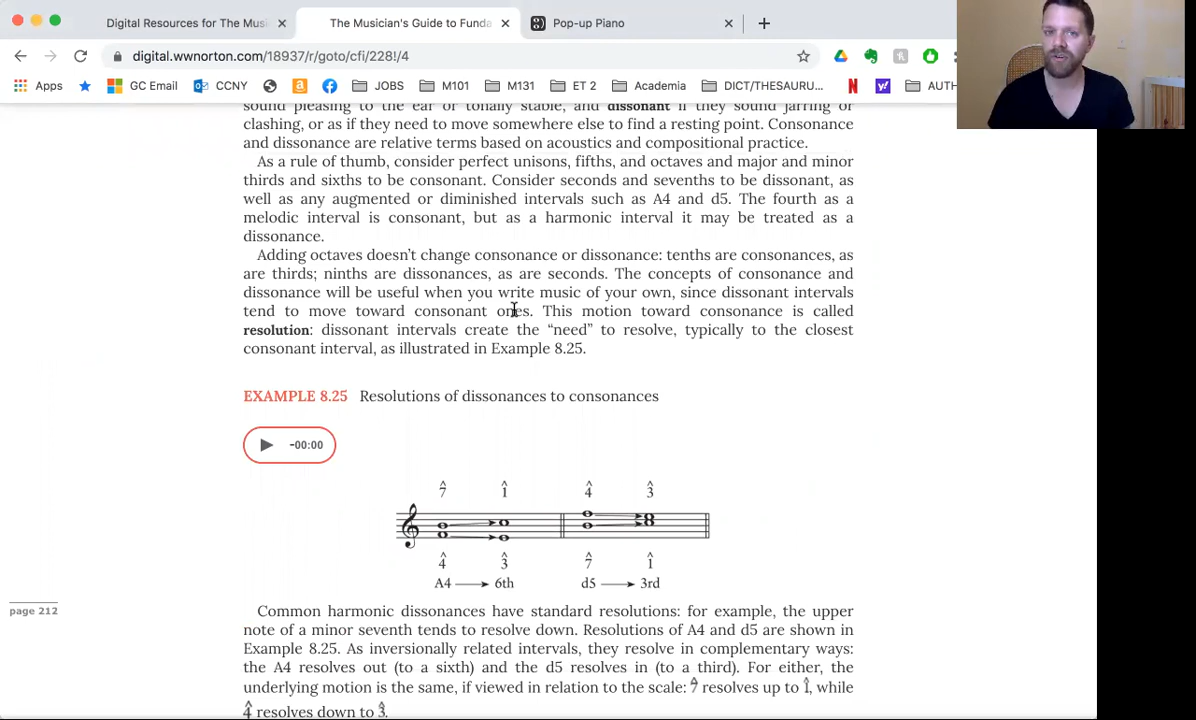 Digital Resources for The Musi
The Musician's Guide to Funda
Pop-up Piano
digital.wwnorton.com/18937/r/goto/cfi/228!/4
Apps
GC Email
CCNY
JOBS
M101
M131
ET 2
Academia
DICT/THESAURU...
AUTH
sound pleasing to the ear or tonally stable, and dissonant if they sound jarring or
clashing, or as if they need to move somewhere else to find a resting point. Consonance
and dissonance are relative terms based on acoustics and compositional practice.
As a rule of thumb, consider perfect unisons, fifths, and octaves and major and minor
thirds and sixths to be consonant. Consider seconds and sevenths to be dissonant, as
well as any augmented or diminished intervals such as A4 and d5. The fourth as a
melodic interval is consonant, but as a harmonic interval it may be treated as a
dissonance.
Adding octaves doesn't change consonance or dissonance: tenths are consonances, as
are thirds; ninths are dissonances, as are seconds. The concepts of consonance and
dissonance will be useful when you write music of your own, since dissonant intervals
tend to move toward consonant ones. This motion toward consonance is called
resolution: dissonant intervals create the “need” to resolve, typically to the closest
consonant interval, as illustrated in Example 8.25.
EXAMPLE 8.25 Resolutions of dissonances to consonances
-00:00
7̂ 1̂ 4̂ 3̂
4̂ 3̂ 7̂ 1̂
A4 → 6th d5 → 3rd
page 212
Common harmonic dissonances have standard resolutions: for example, the upper
note of a minor seventh tends to resolve down. Resolutions of A4 and d5 are shown in
Example 8.25. As inversionally related intervals, they resolve in complementary ways:
the A4 resolves out (to a sixth) and the d5 resolves in (to a third). For either, the
underlying motion is the same, if viewed in relation to the scale: 7̂ resolves up to 1̂, while
4̂ resolves down to 3̂.